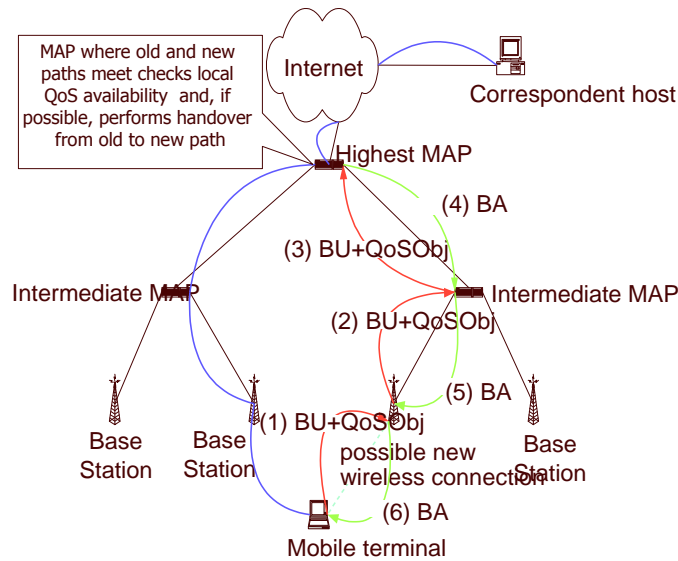 MAP where old and new
paths meet checks local
QoS availability and, if
possible, performs handover
from old to new path
Internet
Correspondent host
Highest MAP
(4) BA
(3) BU+QoSObj
Intermediate MAP
Intermediate MAP
(2) BU+QoSObj
(5) BA
(1) BU+QoSObj
Base
Station
Base
Station
Base
Station
possible new
wireless connection
(6) BA
Mobile terminal